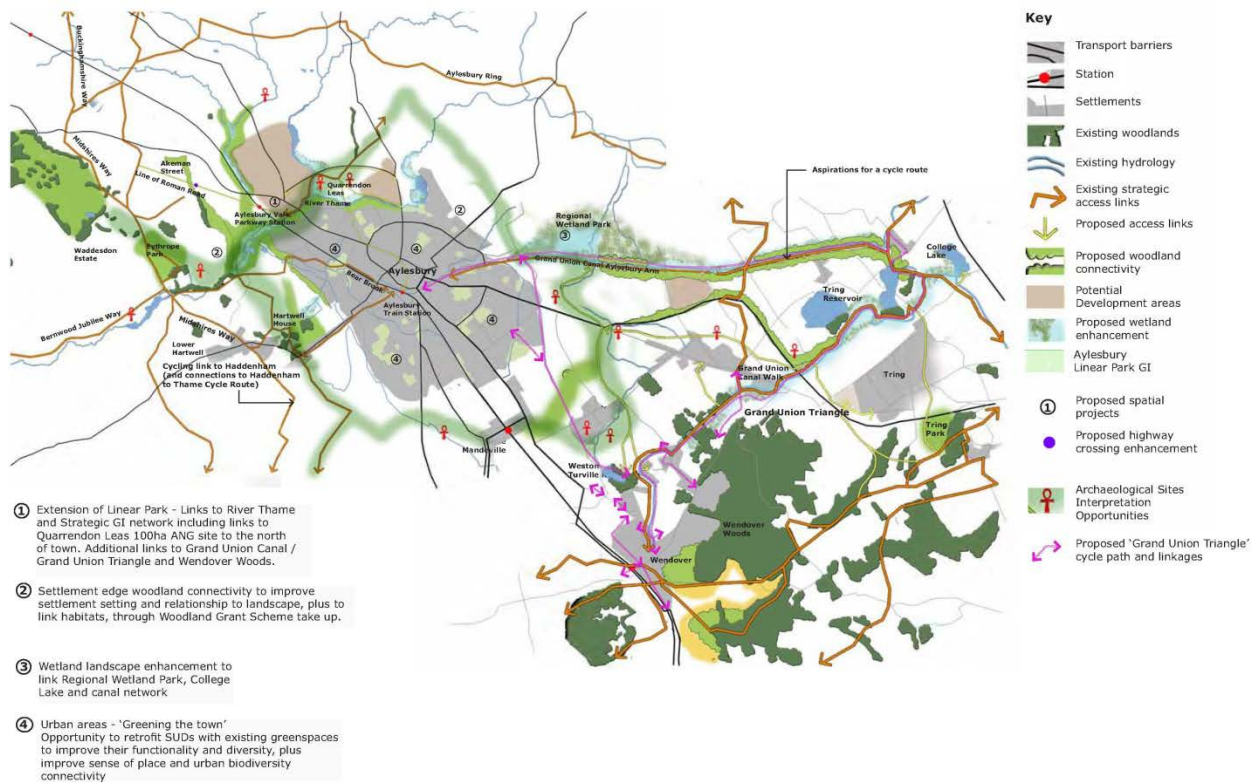 Buckinghamshire Way
Midshires Way
Aylesbury Ring
Akeman
Street
Line of Roman Road
①
Quarrendon
Leas
River Thame
Aylesbury Vale
Parkway Station
②
Waddesdon
Estate
Eythrope
Park
②
④
④
Regional
Wetland Park
③
Aspirations for a cycle route
College
Lake
Grand Union Canal Aylesbury Arm
Aylesbury
Bear Brook
Aylesbury
Train Station
Tring
Reservoir
Bernwood Jubilee Way
Midshires Way
Hartwell
House
④
④
Lower
Hartwell
Cycling link to Haddenham
(and connections to Haddenham
to Thame Cycle Route)
Grand Union
Canal Walk
Tring
Grand Union Triangle
Tring
Park
Mandeville
Weston
Turville
Wendover
Woods
Wendover
① Extension of Linear Park - Links to River Thame
and Strategic GI network including links to
Quarrendon Leas 100ha ANG site to the north
of town. Additional links to Grand Union Canal /
Grand Union Triangle and Wendover Woods.
② Settlement edge woodland connectivity to improve
settlement setting and relationship to landscape, plus to
link habitats, through Woodland Grant Scheme take up.
③ Wetland landscape enhancement to
link Regional Wetland Park, College
Lake and canal network
④ Urban areas - ‘Greening the town’
Opportunity to retrofit SUDs with existing greenspaces
to improve their functionality and diversity, plus
improve sense of place and urban biodiversity
connectivity
Key
Transport barriers
Station
Settlements
Existing woodlands
Existing hydrology
Existing strategic
access links
Proposed access links
Proposed woodland
connectivity
Potential
Development areas
Proposed wetland
enhancement
Aylesbury
Linear Park GI
① Proposed spatial
projects
Proposed highway
crossing enhancement
Archaeological Sites
Interpretation
Opportunities
Proposed ‘Grand Union Triangle’
cycle path and linkages